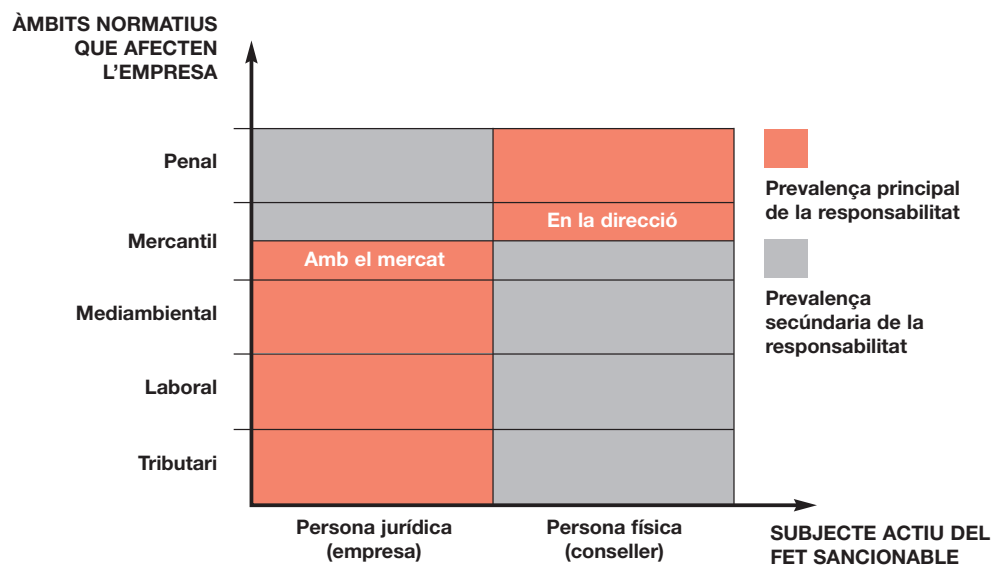 ÀMBITS NORMATIUS
QUE AFECTEN
L'EMPRESA
Penal
Mercantil
Mediambiental
Laboral
Tributari
En la direcció
Amb el mercat
Prevalença principal
de la responsabilitat
Prevalença
secúndaria de la
responsabilitat
Persona jurídica
(empresa)
Persona física
(conseller)
SUBJECTE ACTIU DEL
FET SANCIONABLE